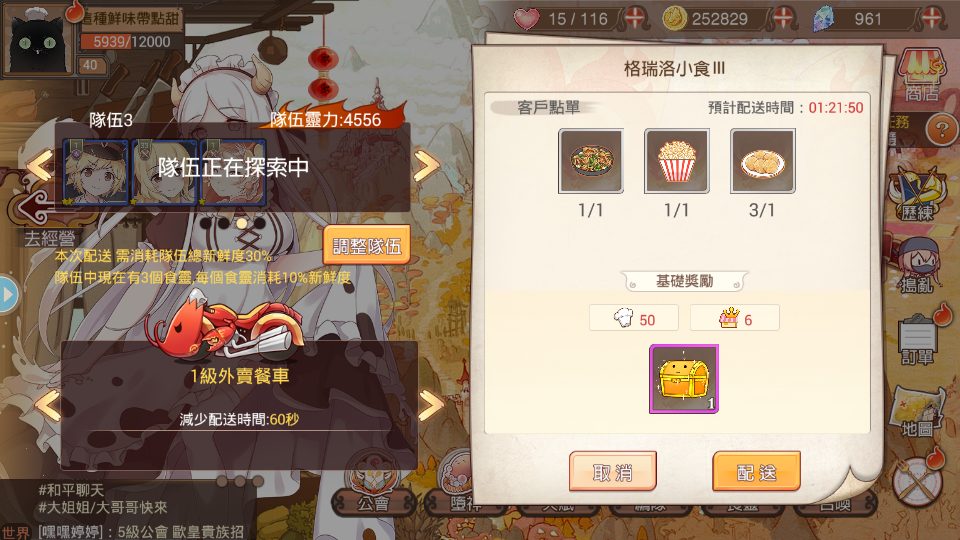 這種鮮味帶點甜
5939/12000
40
15 / 116
252829
961
商店
隊伍3
隊伍靈力:4556
1
33
1
隊伍正在探索中
去經營
調整隊伍
本次配送 需消耗隊伍總新鮮度30%
隊伍中現在有3個食靈,每個食靈消耗10%新鮮度
1級外賣餐車
減少配送時間:60秒
格瑞洛小食III
客戶點單
預計配送時間：01:21:50
1/1
1/1
3/1
基礎獎勵
50
6
1
取消
配送
?
歷練
搗亂
訂單
地圖
公會
墮神
召喚
#和平聊天
#大姐姐/大哥哥快來
世界 [嘿嘿婷婷]：5級公會 歐皇貴族招